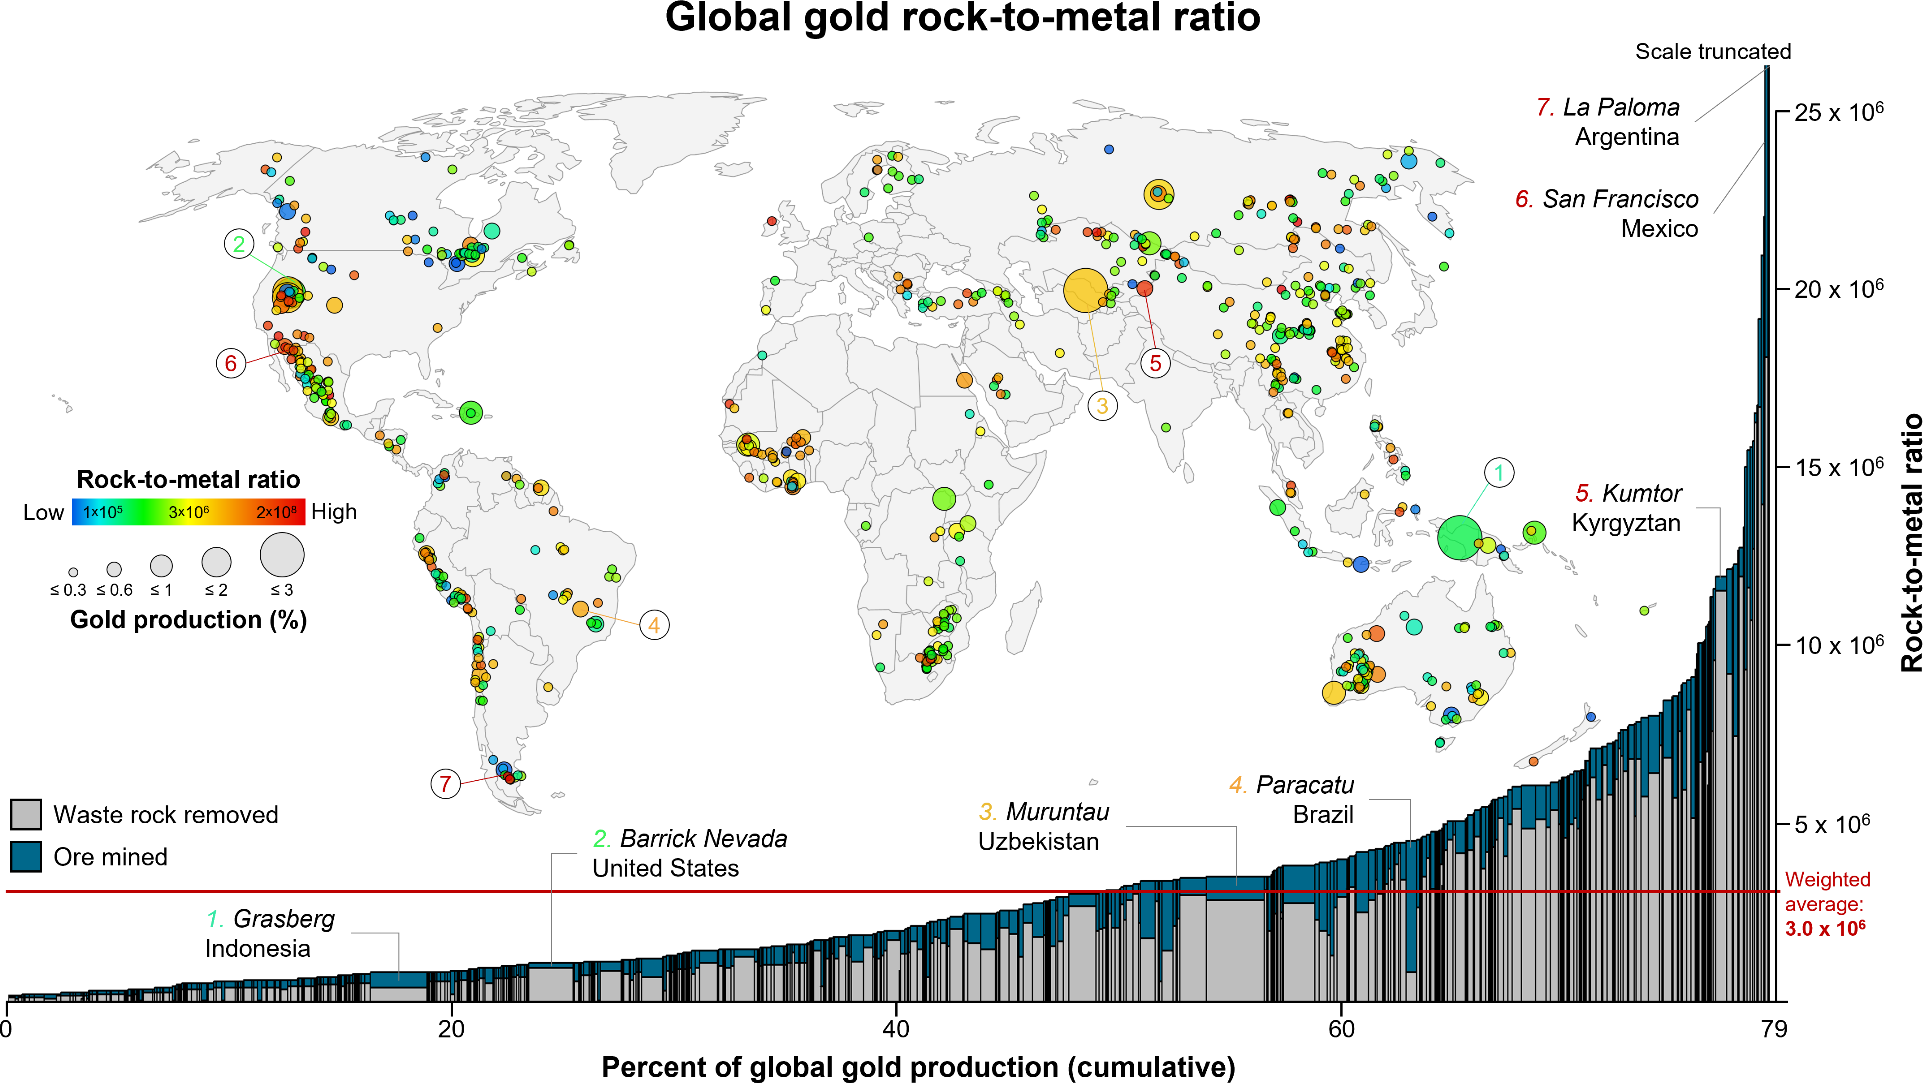 Global gold rock-to-metal ratio
Scale truncated
7. La Paloma
Argentina
25 x 10⁶
6. San Francisco
Mexico
2
20 x 10⁶
6
5
3
Rock-to-metal ratio
Low 1x10⁵ 3x10⁶ 2x10⁸ High
≤ 0.3 ≤ 0.6 ≤ 1 ≤ 2 ≤ 3
Gold production (%)
1
15 x 10⁶
5. Kumtor
Kyrgyztan
4
10 x 10⁶
Rock-to-metal ratio
7
Waste rock removed
Ore mined
2. Barrick Nevada
United States
3. Muruntau
Uzbekistan
4. Paracatu
Brazil
5 x 10⁶
Weighted
average:
3.0 x 10⁶
1. Grasberg
Indonesia
0 20 40 60 79
Percent of global gold production (cumulative)